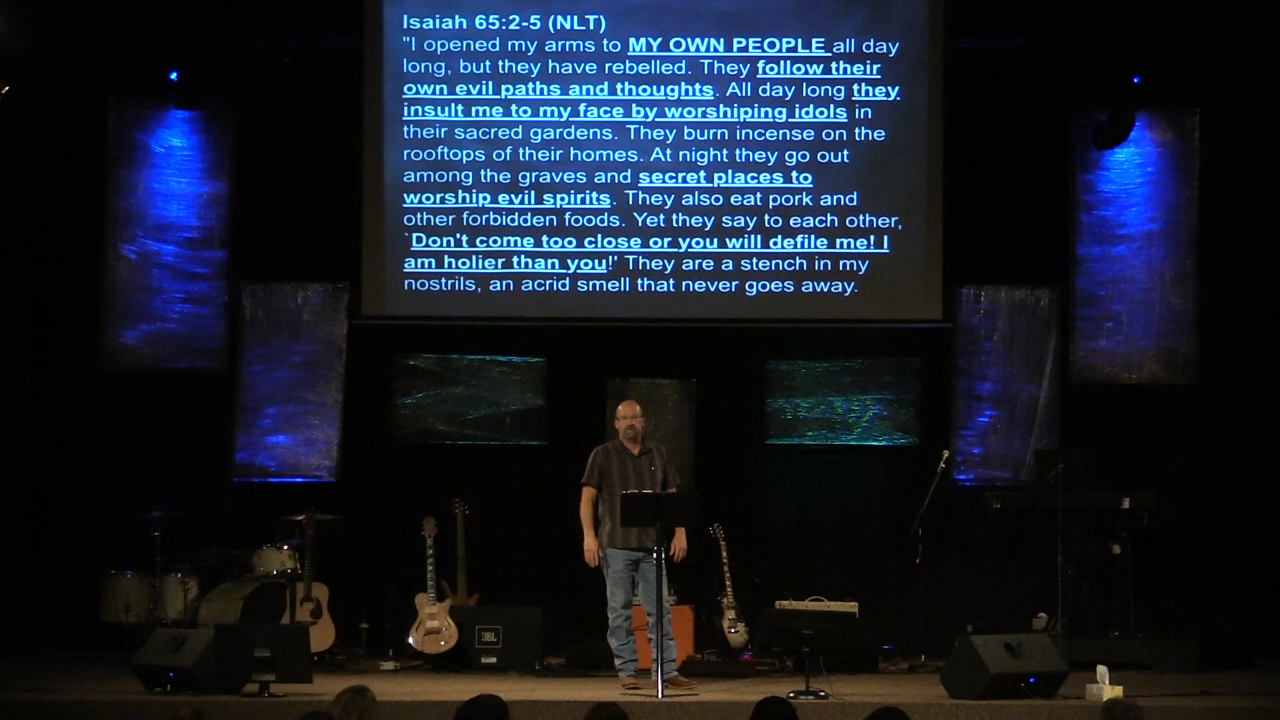 Isaiah 65:2-5 (NLT)
"I opened my arms to MY OWN PEOPLE all day
long, but they have rebelled. They follow their
own evil paths and thoughts. All day long they
insult me to my face by worshiping idols in
their sacred gardens. They burn incense on the
rooftops of their homes. At night they go out
among the graves and secret places to
worship evil spirits. They also eat pork and
other forbidden foods. Yet they say to each other,
`Don't come too close or you will defile me! I
am holier than you!' They are a stench in my
nostrils, an acrid smell that never goes away.
JBL